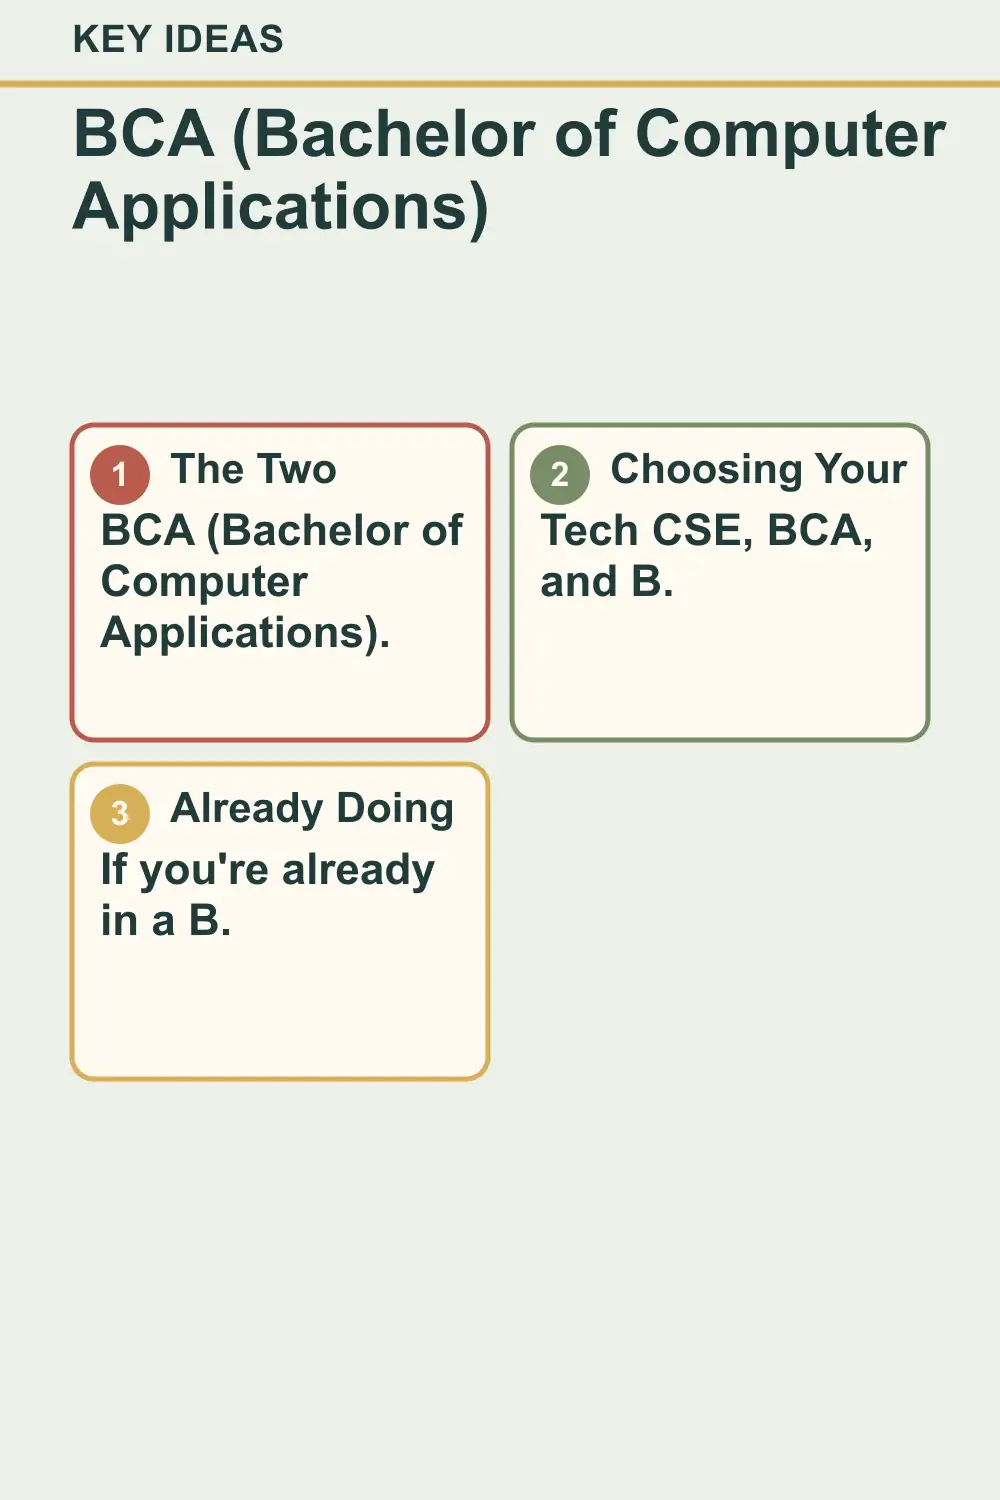 KEY IDEAS
BCA (Bachelor of Computer
Applications)
1 The Two
BCA (Bachelor of
Computer
Applications).
2 Choosing Your
Tech CSE, BCA,
and B.
3 Already Doing
If you're already
in a B.